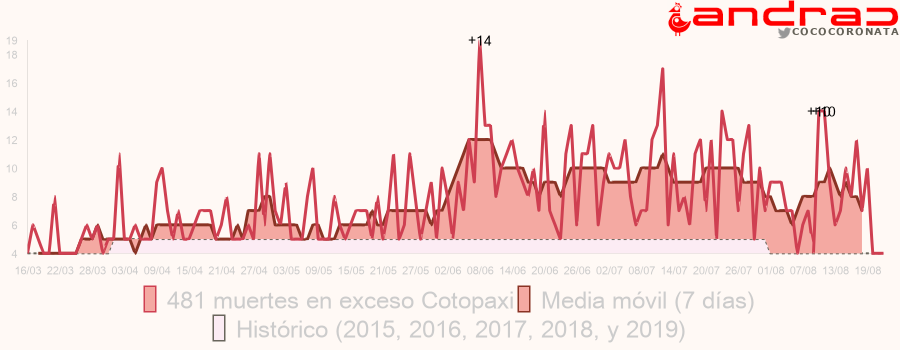 andrab
COCOCORONATA
+14
+10
19
18
16
14
12
10
8
6
4
16/03 22/03 28/03 03/04 09/04 15/04 21/04 27/04 03/05 09/05 15/05 21/05 27/05 02/06 08/06 14/06 20/06 26/06 02/07 08/07 14/07 20/07 26/07 01/08 07/08 13/08 19/08
481 muertes en exceso Cotopaxi Media móvil (7 días)
Histórico (2015, 2016, 2017, 2018, y 2019)